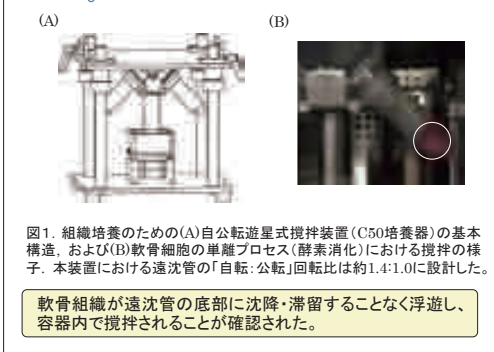 (A)
(B)
図1. 組織培養のための(A)自公転遊星式撹拌装置(C50培養器)の基本
構造, および(B)軟骨細胞の単離プロセス(酵素消化)における撹拌の様
子. 本装置における遠沈管の「自転:公転」回転比は約1.4:1.0に設計した。
軟骨組織が遠沈管の底部に沈降・滞留することなく浮遊し、
容器内で撹拌されることが確認された。